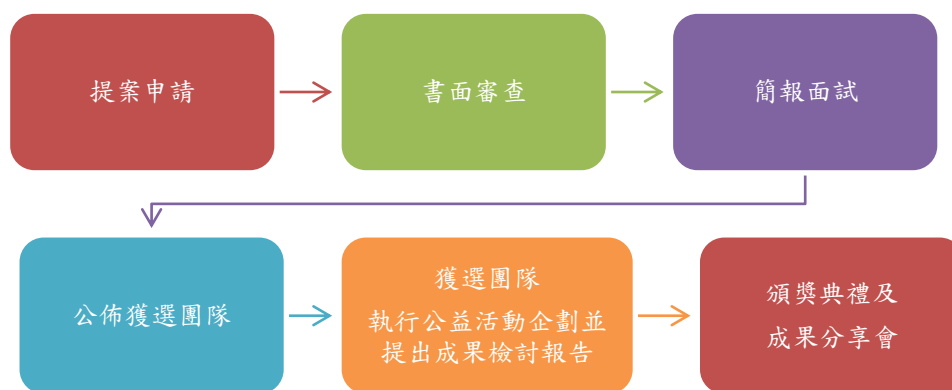 提案申請
書面審查
簡報面試
公佈獲選團隊
獲選團隊
執行公益活動企劃並
提出成果檢討報告
頒獎典禮及
成果分享會